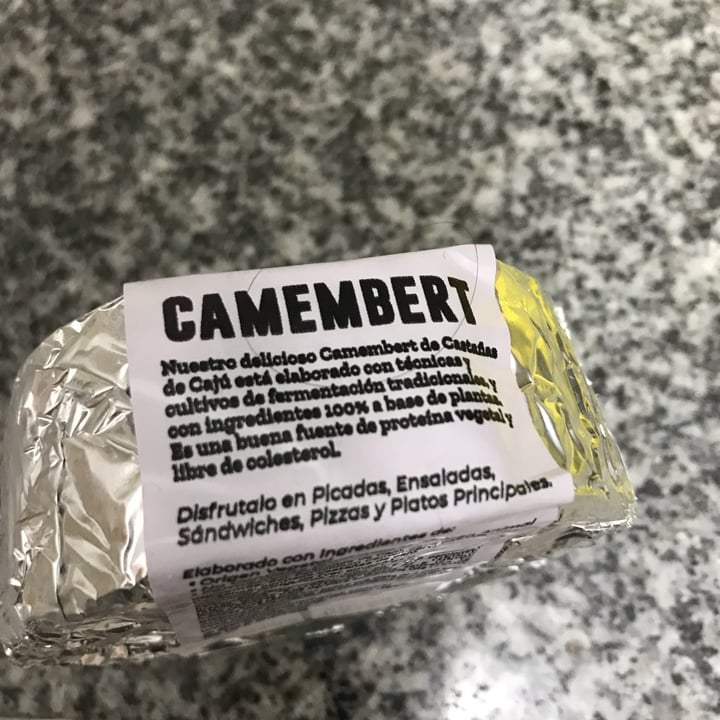 CAMEMBERT
Nuestro delicioso Camembert de Castañas
de Cajú está elaborado con técnicas y
cultivos de fermentación tradicionales, y
con ingredientes 100% a base de plantas.
Es una buena fuente de proteína vegetal y
libre de colesterol.
Disfrutalo en Picadas, Ensaladas,
Sándwiches, Pizzas y Platos Principales.
Elaborado con Ingredientes de:
Origen